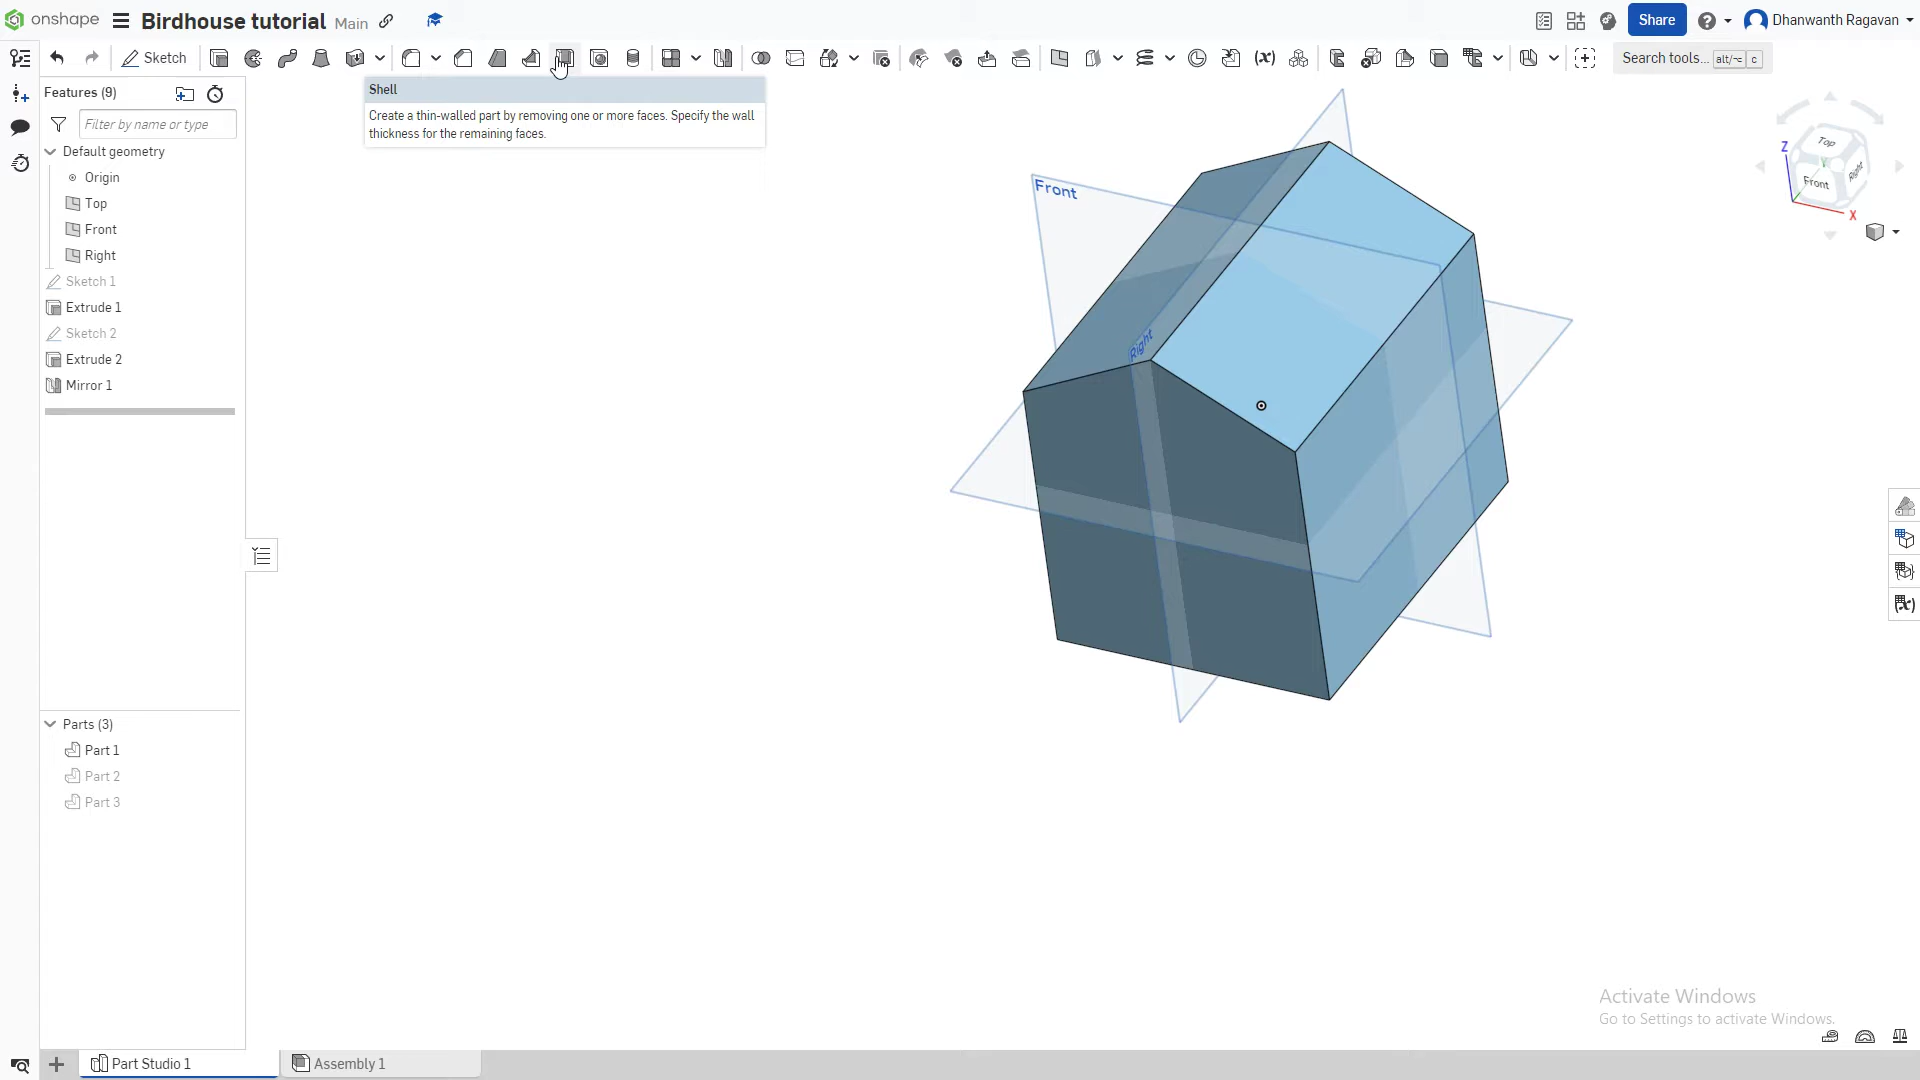 onshape
Birdhouse tutorial Main
Share
Dhanwanth Ragavan
Sketch
Search tools... alt/⌥ c
Features (9)
Filter by name or type
Default geometry
Origin
Top
Front
Right
Sketch 1
Extrude 1
Sketch 2
Extrude 2
Mirror 1
Shell
Create a thin-walled part by removing one or more faces. Specify the wall
thickness for the remaining faces.
Front
Right
Top
Front
Right
Z
X
Y
Parts (3)
Part 1
Part 2
Part 3
Activate Windows
Go to Settings to activate Windows.
Part Studio 1
Assembly 1